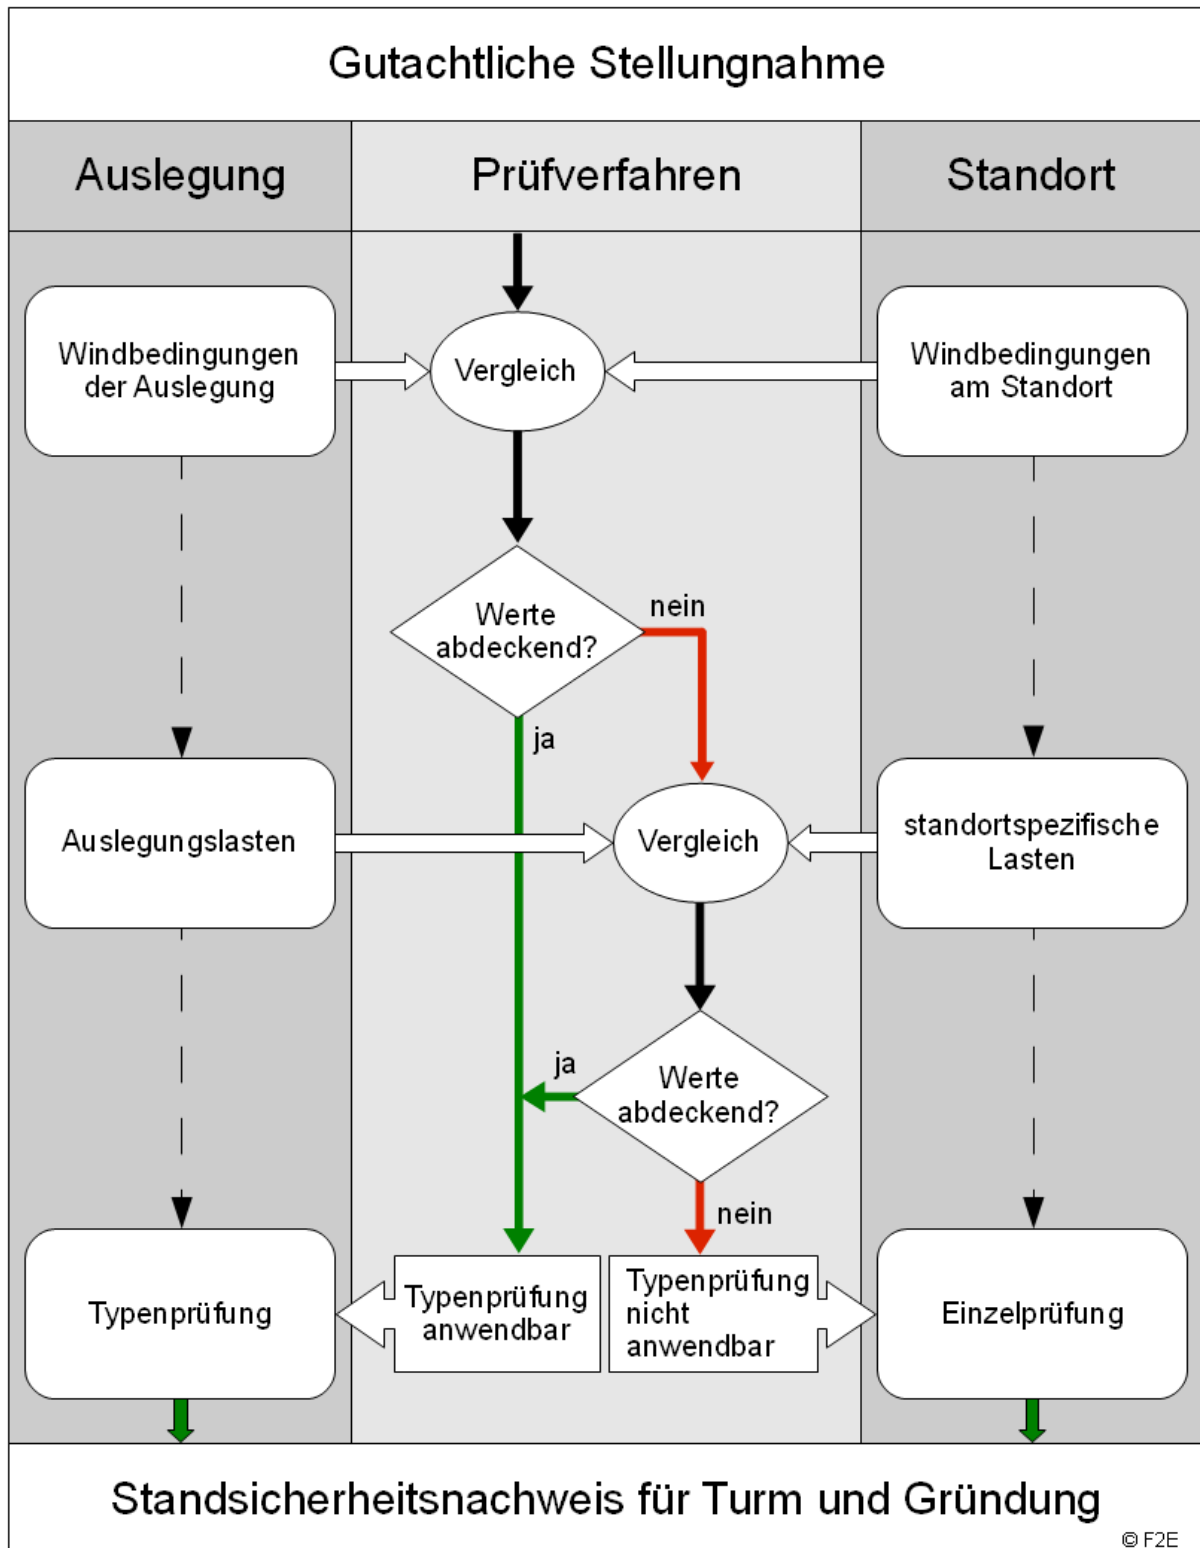 Gutachtliche Stellungnahme
Auslegung
Prüfverfahren
Standort
Windbedingungen
der Auslegung
Vergleich
Windbedingungen
am Standort
Werte
abdeckend?
nein
ja
Auslegungslasten
Vergleich
standortspezifische
Lasten
ja
Werte
abdeckend?
nein
Typenprüfung
Typenprüfung
anwendbar
Typenprüfung
nicht
anwendbar
Einzelprüfung
Standsicherheitsnachweis für Turm und Gründung
© F2E